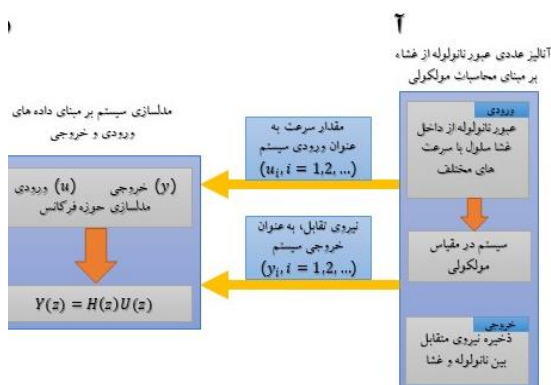 آ
آنالیز عددی عبور نانولوله از غشاء
بر مبنای محاسبات مولکولی
ورودی
عبور نانولوله از داخل
غشا سلول با سرعت
های مختلف
سیستم در مقیاس
مولکولی
خروجی
ذخیره نیروی متقابل
بین نانولوله و غشا
مقدار سرعت به
عنوان ورودی سیستم
(u_i, i = 1,2, ...)
نیروی تقابل، به عنوان
خروجی سیستم
(y_i, i = 1,2, ...)
مدلسازی سیستم بر مبنای داده های
ورودی و خروجی
(y) خروجی (u) ورودی
مدلسازی حوزه فرکانس
Y(z) = H(z)U(z)